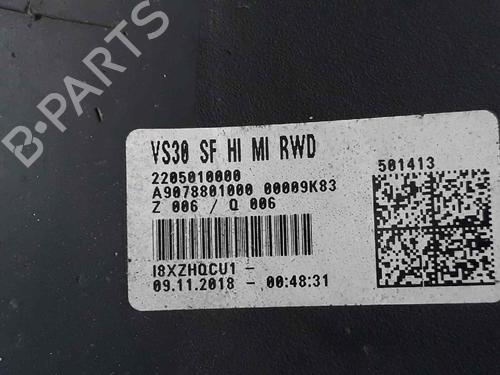 B-PARTS
VS30 SF HI MI RWD
2205010000
501413
A9078801000 00009K83
Z 006 / Q 006
I8XZHQCU1 -
09.11.2018 - 00:48:31